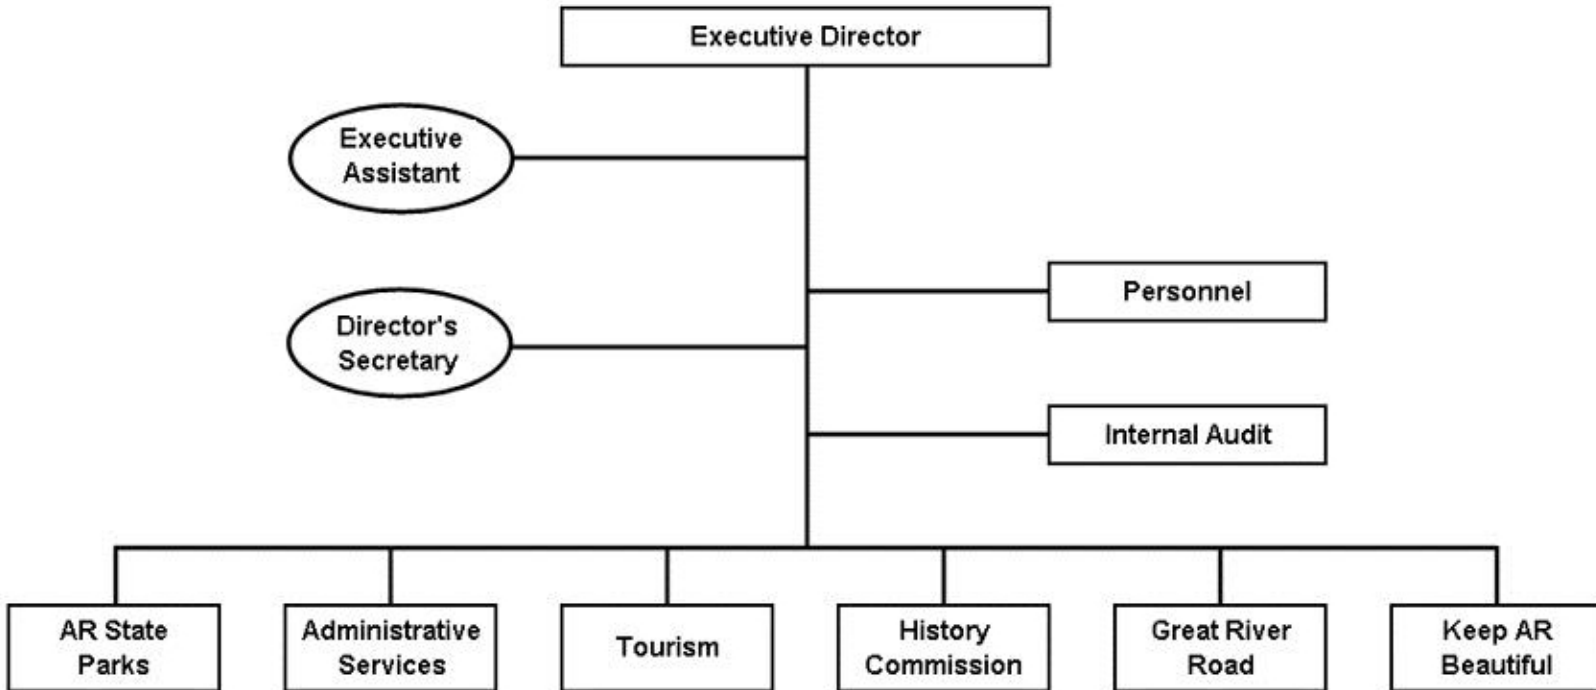 Executive Director
Executive
Assistant
Personnel
Director's
Secretary
Internal Audit
AR State
Parks
Administrative
Services
Tourism
History
Commission
Great River
Road
Keep AR
Beautiful